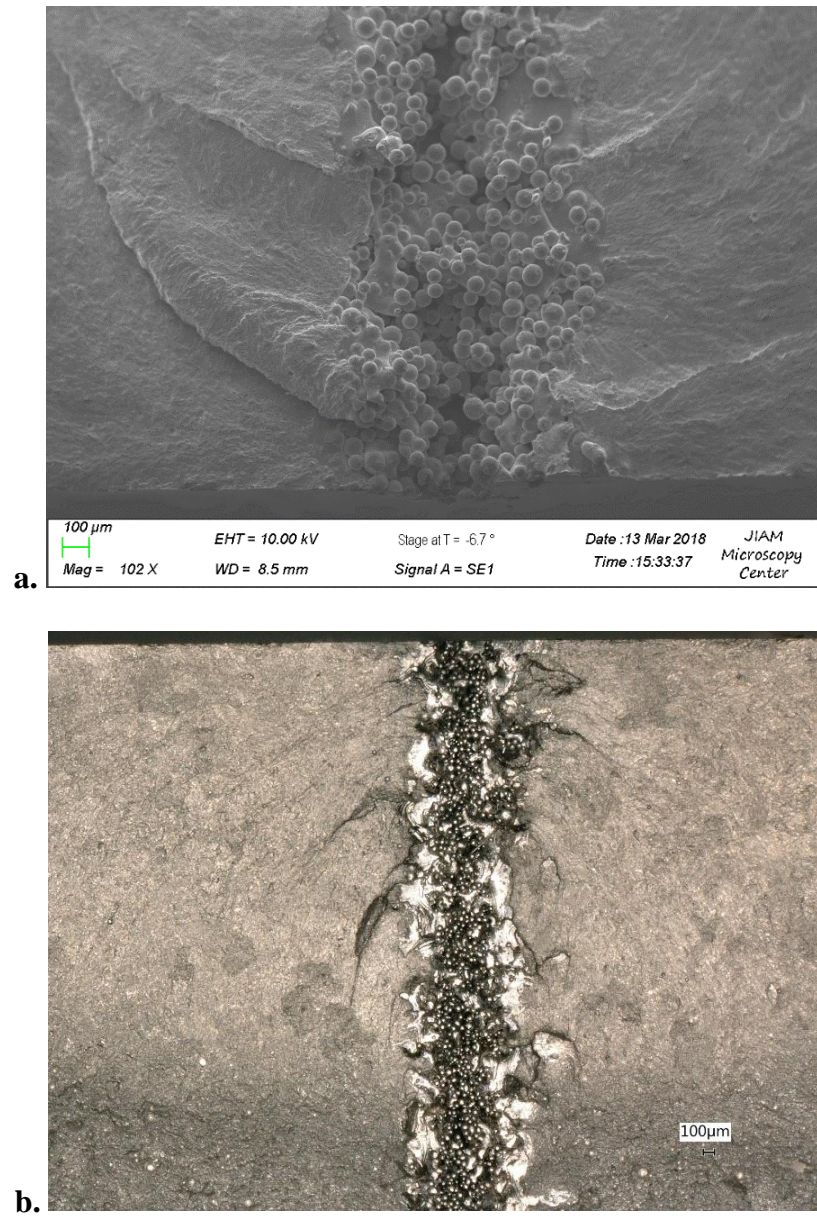 100 µm
EHT = 10.00 kV
Stage at T = -6.7 °
Date :13 Mar 2018
JIAM
Microscopy
Center
Mag = 102 X
WD = 8.5 mm
Signal A = SE1
Time :15:33:37
a.
100µm
b.